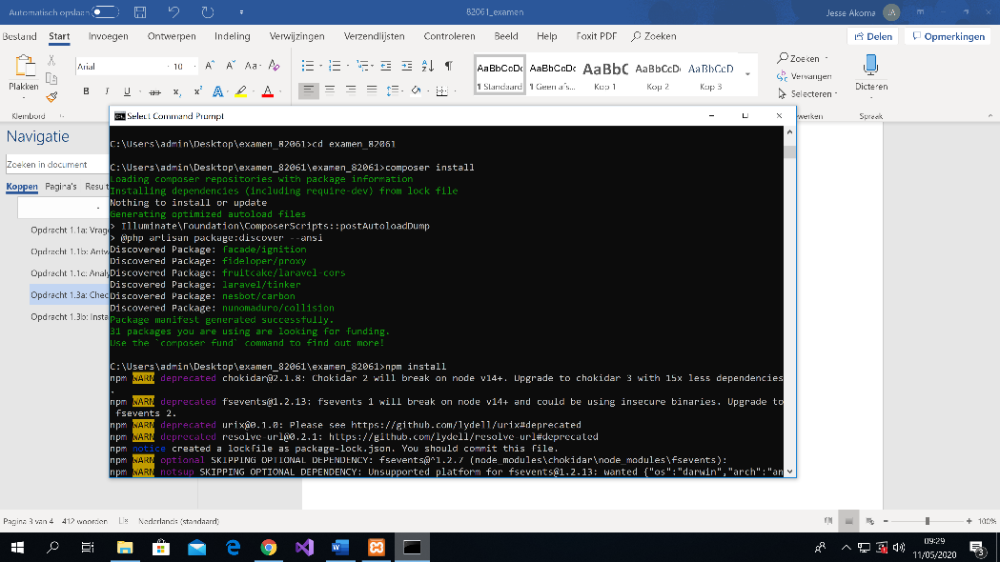 Automatisch opslaan
82061_examen
Jesse Akoma
JA
Bestand Start Invoegen Ontwerpen Indeling Verwijzingen Verzendlijsten Controleren Beeld Help Foxit PDF Zoeken
Delen
Opmerkingen
Plakken
Klembord
Arial
10
AaBbCcDc
1 Standaard
AaBbCcDc
1 Geen afs...
AaBbC
Kop 1
AaBbCcD
Kop 2
AaBbCcD
Kop 3
Zoeken
Vervangen
Selecteren
Dicteren
Spraak
Navigatie
Zoeken in document
Koppen Pagina's
Opdracht 1.1a:
Opdracht 1.1b:
Opdracht 1.1c:
Opdracht 1.3a:
Opdracht 1.3b:
Select Command Prompt
C:\Users\admin\Desktop\examen_82061>cd examen_82061
C:\Users\admin\Desktop\examen_82061\examen_82061>composer install
Loading composer repositories with package information
Installing dependencies (including require-dev) from lock file
Nothing to install or update
Generating optimized autoload files
> Illuminate\Foundation\ComposerScripts::postAutoloadDump
> @php artisan package:discover --ansi
Discovered Package: facade/ignition
Discovered Package: fideloper/proxy
Discovered Package: fruitcake/laravel-cors
Discovered Package: laravel/tinker
Discovered Package: nesbot/carbon
Discovered Package: nunomaduro/collision
Package manifest generated successfully.
31 packages you are using are looking for funding.
Use the `composer fund` command to find out more!
C:\Users\admin\Desktop\examen_82061\examen_82061>npm install
npm WARN deprecated chokidar@2.1.8: Chokidar 2 will break on node v14+. Upgrade to chokidar 3 with 15x less dependencies
.
npm WARN deprecated fsevents@1.2.13: fsevents 1 will break on node v14+ and could be using insecure binaries. Upgrade to
fsevents 2.
npm WARN deprecated urix@0.1.0: Please see https://github.com/lydell/urix#deprecated
npm WARN deprecated resolve-url@0.2.1: https://github.com/lydell/resolve-url#deprecated
npm notice created a lockfile as package-lock.json. You should commit this file.
npm WARN optional SKIPPING OPTIONAL DEPENDENCY: fsevents@^1.2.7 (node_modules\chokidar\node_modules\fsevents):
npm WARN notsup SKIPPING OPTIONAL DEPENDENCY: Unsupported platform for fsevents@1.2.13: wanted {"os":"darwin","arch":"an
Pagina 3 van 4 412 woorden Nederlands (standaard)
100%
09:29
11/05/2020
3